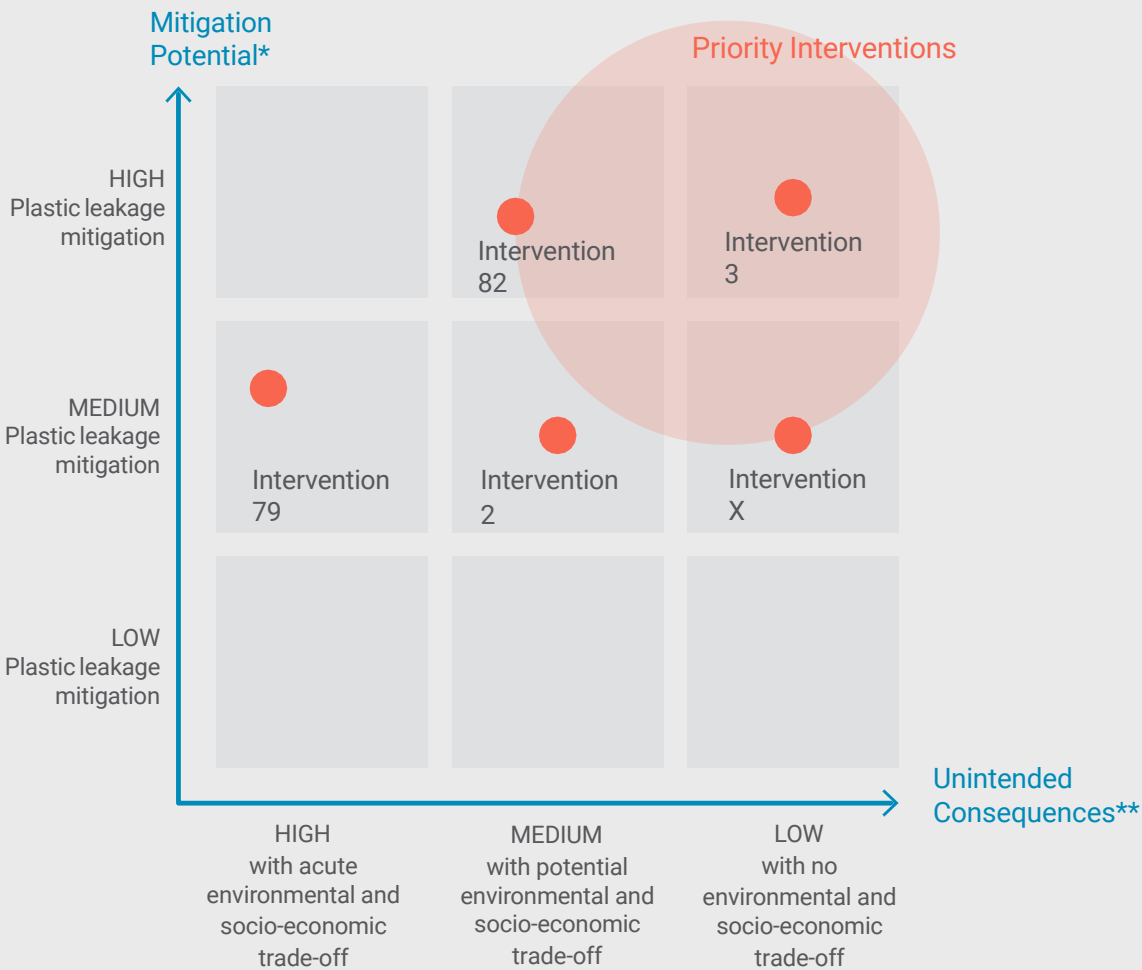 Mitigation
Potential*
Priority Interventions
HIGH
Plastic leakage
mitigation
Intervention
82
Intervention
3
MEDIUM
Plastic leakage
mitigation
Intervention
79
Intervention
2
Intervention
X
LOW
Plastic leakage
mitigation
Unintended
Consequences**
HIGH
with acute
environmental and
socio-economic
trade-off
MEDIUM
with potential
environmental and
socio-economic
trade-off
LOW
with no
environmental and
socio-economic
trade-off